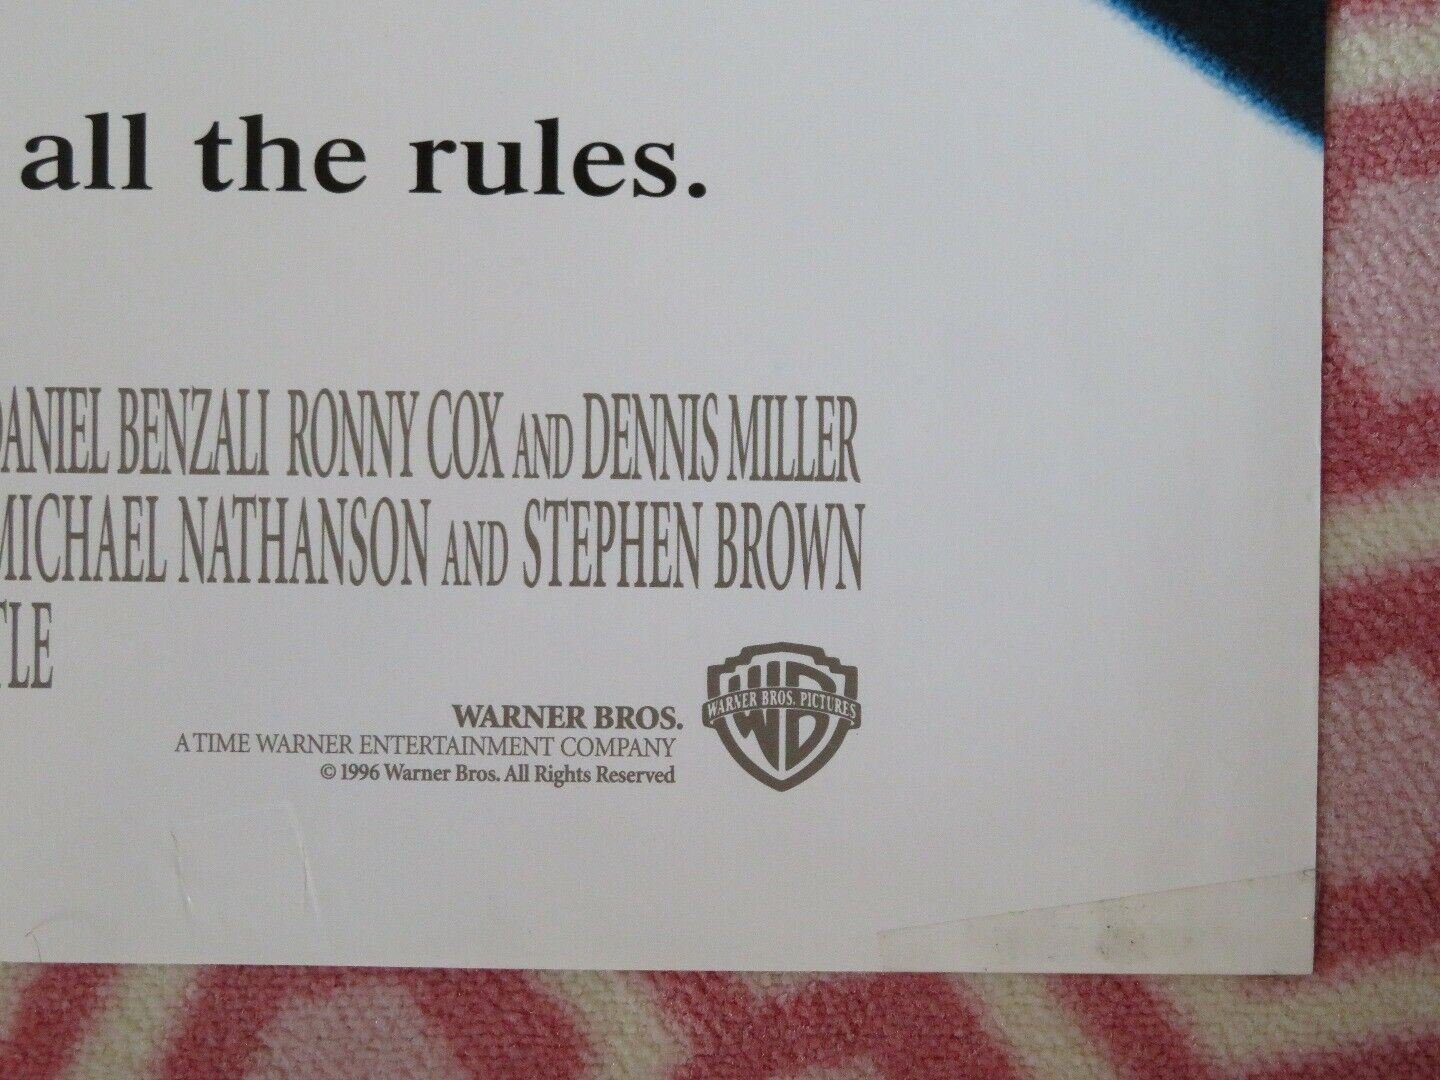 all the rules.
DANIEL BENZALI RONNY COX AND DENNIS MILLER
MICHAEL NATHANSON AND STEPHEN BROWN
TLE
WARNER BROS.
A TIME WARNER ENTERTAINMENT COMPANY
© 1996 Warner Bros. All Rights Reserved
WB
WARNER BROS. PICTURES